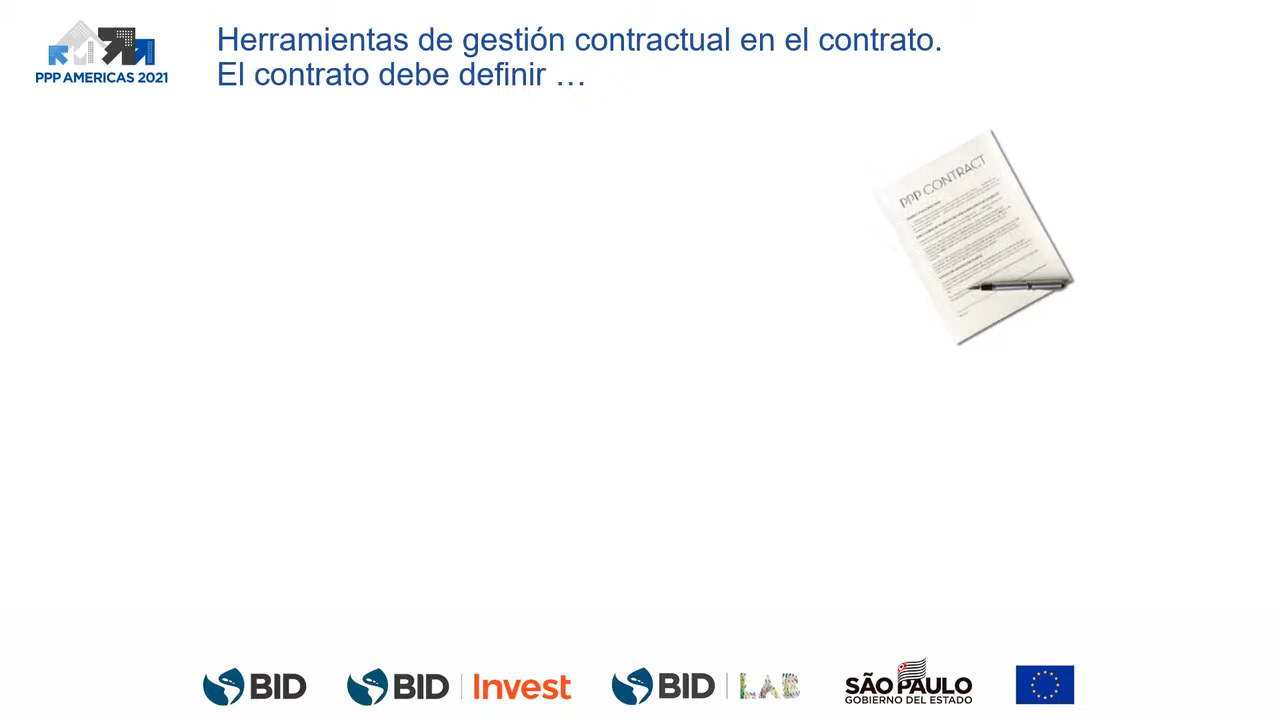 Herramientas de gestión contractual en el contrato.
El contrato debe definir …
PPP AMERICAS 2021
PPP CONTRACT
BID
BID Invest
BID LAB
SÃO PAULO
GOBIERNO DEL ESTADO